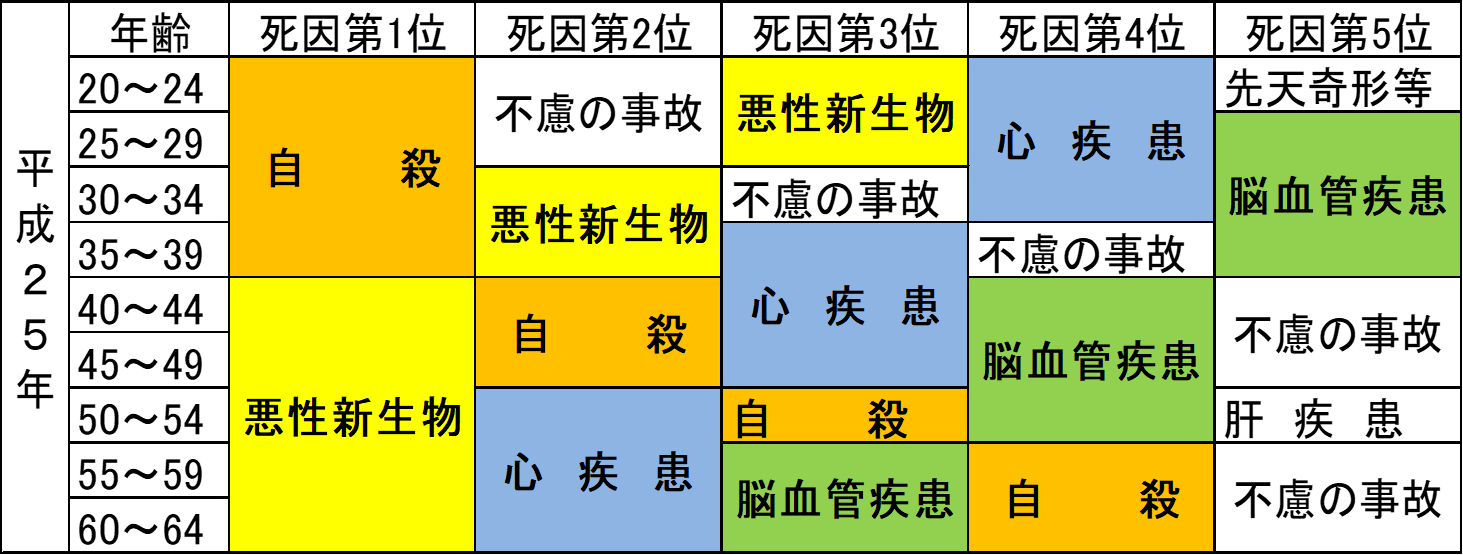 平成25年
年齢 死因第1位 死因第2位 死因第3位 死因第4位 死因第5位
20～24 自殺 不慮の事故 悪性新生物 心疾患 先天奇形等
25～29 脳血管疾患
30～34 悪性新生物 不慮の事故
35～39 心疾患 不慮の事故
40～44 悪性新生物 自殺 脳血管疾患 不慮の事故
45～49
50～54 心疾患 自殺 肝疾患
55～59 脳血管疾患 自殺 不慮の事故
60～64